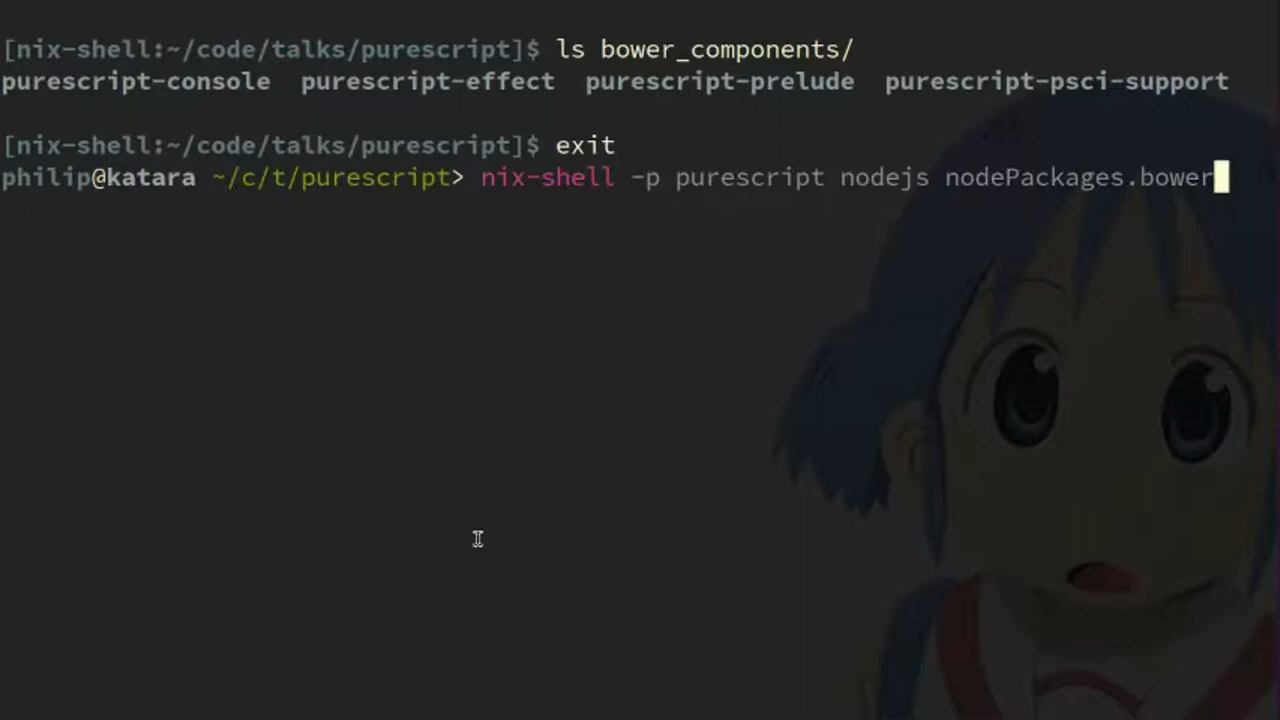 [nix-shell:~/code/talks/purescript]$ ls bower_components/
purescript-console  purescript-effect  purescript-prelude  purescript-psci-support
[nix-shell:~/code/talks/purescript]$ exit
philip@katara ~/c/t/purescript> nix-shell -p purescript nodejs nodePackages.bower